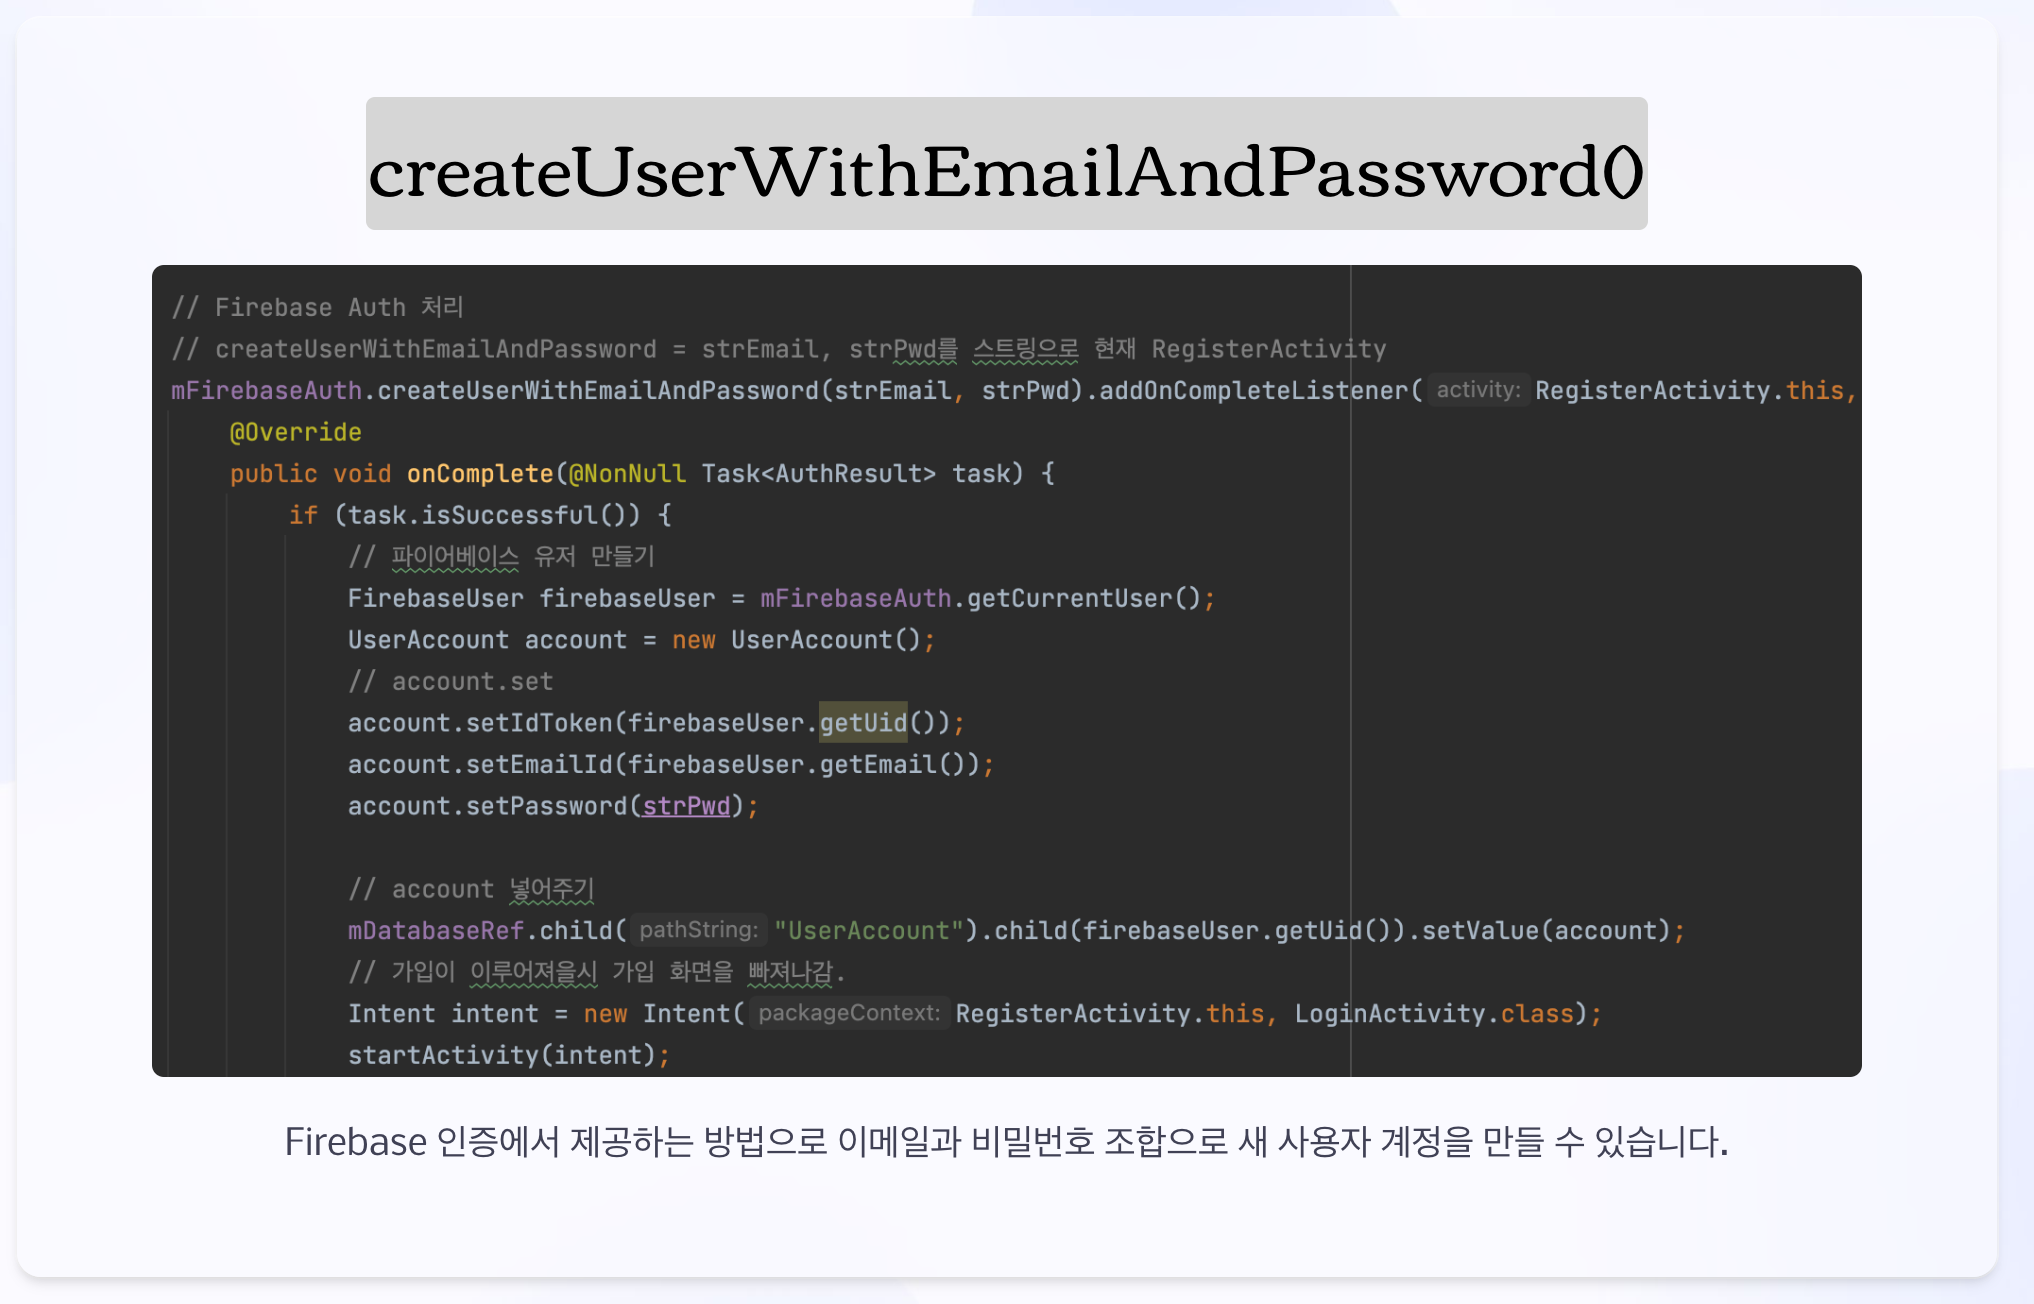 createUserWithEmailAndPassword()
// Firebase Auth 처리
// createUserWithEmailAndPassword = strEmail, strPwd를 스트링으로 현재 RegisterActivity
mFirebaseAuth.createUserWithEmailAndPassword(strEmail, strPwd).addOnCompleteListener( activity: RegisterActivity.this,
@Override
public void onComplete(@NonNull Task<AuthResult> task) {
if (task.isSuccessful()) {
// 파이어베이스 유저 만들기
FirebaseUser firebaseUser = mFirebaseAuth.getCurrentUser();
UserAccount account = new UserAccount();
// account.set
account.setIdToken(firebaseUser.getUid());
account.setEmailId(firebaseUser.getEmail());
account.setPassword(strPwd);
// account 넣어주기
mDatabaseRef.child( pathString: "UserAccount").child(firebaseUser.getUid()).setValue(account);
// 가입이 이루어져을시 가입 화면을 빠져나감.
Intent intent = new Intent( packageContext: RegisterActivity.this, LoginActivity.class);
startActivity(intent);
Firebase 인증에서 제공하는 방법으로 이메일과 비밀번호 조합으로 새 사용자 계정을 만들 수 있습니다.